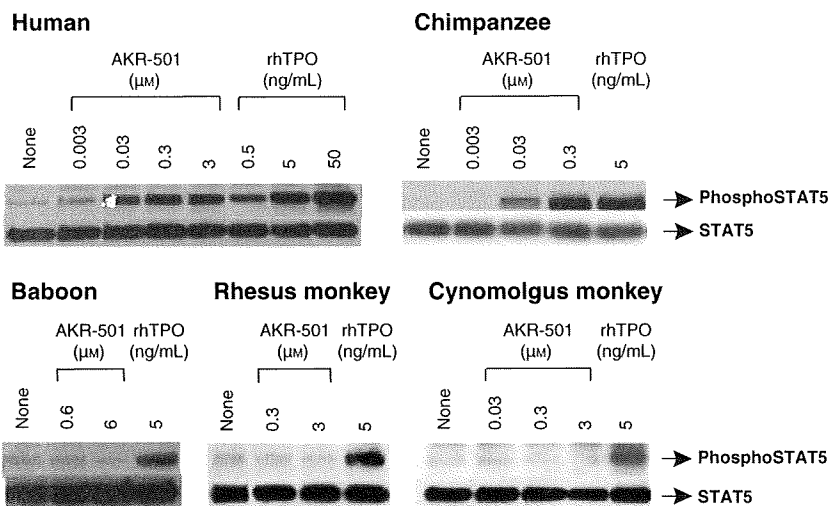 Human
AKR-501 (μM)
rhTPO (ng/mL)
None 0.003 0.03 0.3 3 0.5 5 50
Chimpanzee
AKR-501 (μM)
rhTPO (ng/mL)
None 0.003 0.03 0.3 5
PhosphoSTAT5
STAT5
Baboon
AKR-501 (μM)
rhTPO (ng/mL)
None 0.6 6 5
Rhesus monkey
AKR-501 (μM)
rhTPO (ng/mL)
None 0.3 3 5
Cynomolgus monkey
AKR-501 (μM)
rhTPO (ng/mL)
None 0.03 0.3 3 5
PhosphoSTAT5
STAT5